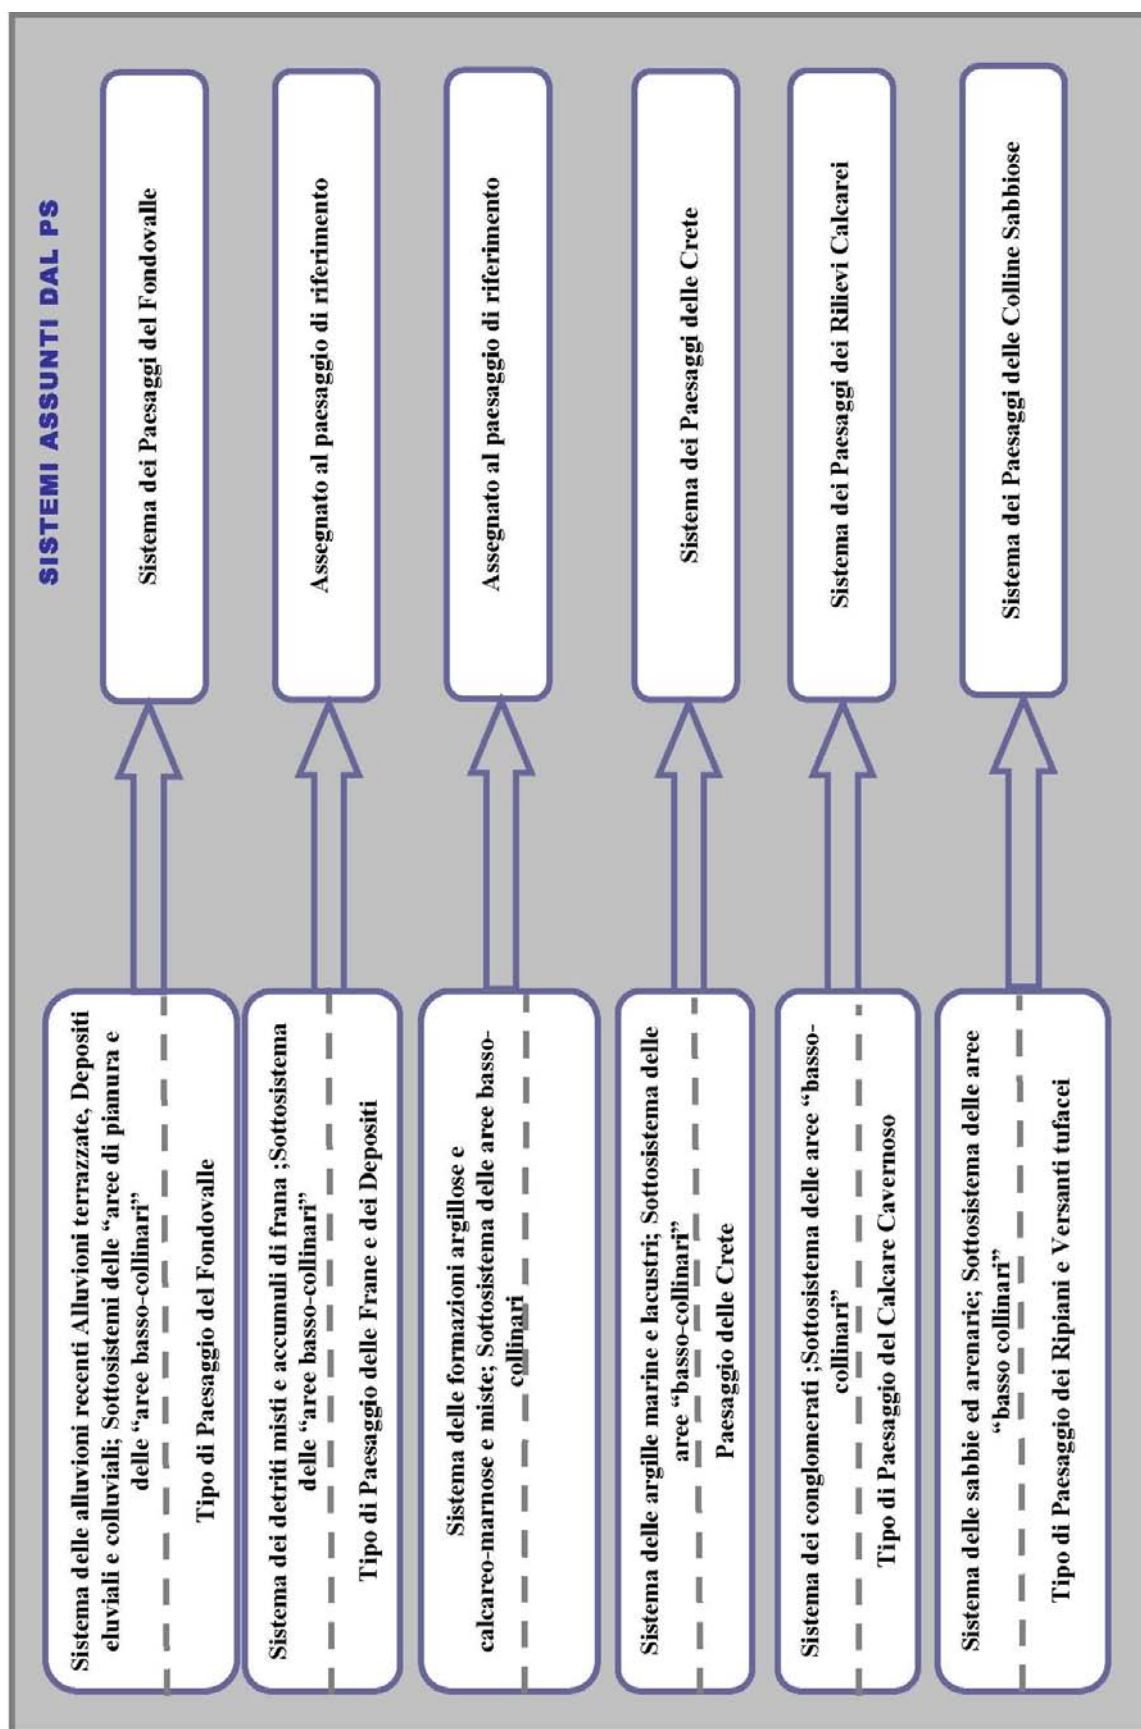 SISTEMI ASSUNTI DAL PS
Sistema delle alluvioni recenti Alluvioni terrazzate, Depositi
eluviali e colluviali; Sottosistemi delle “aree di pianura e
delle “aree basso-collinari”
Tipo di Paesaggio del Fondovalle
Sistema dei Paesaggi del Fondovalle
Sistema dei detriti misti e accumuli di frana ;Sottosistema
delle “aree basso-collinari”
Tipo di Paesaggio delle Frane e dei Depositi
Assegnato al paesaggio di riferimento
Sistema delle formazioni argillose e
calcareo-marnose e miste; Sottosistema delle aree basso-
collinari
Assegnato al paesaggio di riferimento
Sistema delle argille marine e lacustri; Sottosistema delle
aree “basso-collinari”
Paesaggio delle Crete
Sistema dei Paesaggi delle Crete
Sistema dei conglomerati ;Sottosistema delle aree “basso-
collinari”
Tipo di Paesaggio del Calcare Cavernoso
Sistema dei Paesaggi dei Rilievi Calcarei
Sistema delle sabbie ed arenarie; Sottosistema delle aree
“basso collinari”
Tipo di Paesaggio dei Ripiani e Versanti tufacei
Sistema dei Paesaggi delle Colline Sabbiose